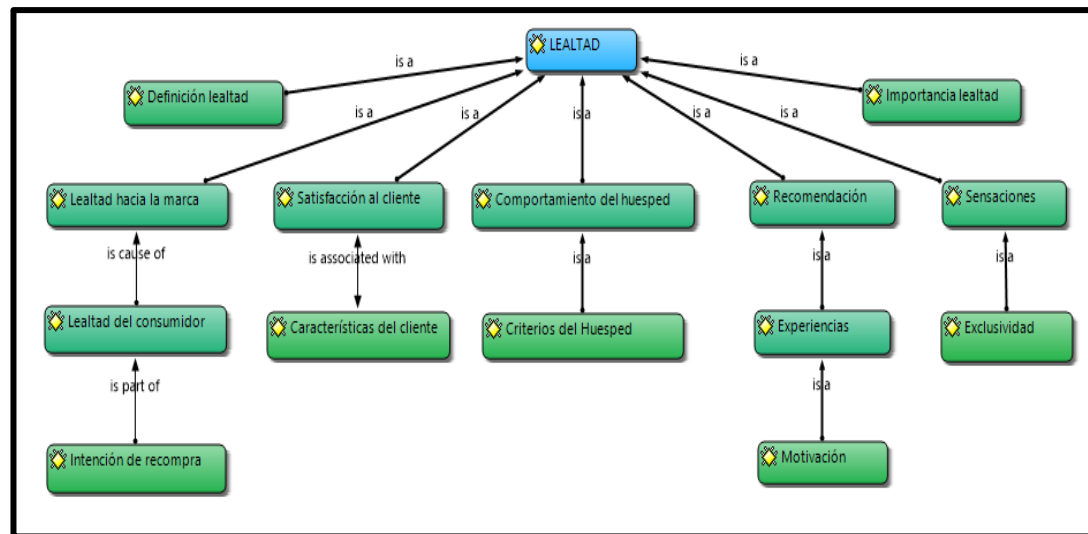 LEALTAD
is a
is a
Definición lealtad
Importancia lealtad
is a
is a
is a
is a
is a
Lealtad hacia la marca
Satisfacción al cliente
Comportamiento del huesped
Recomendación
Sensaciones
is cause of
is associated with
is a
is a
is a
Lealtad del consumidor
Características del cliente
Criterios del Huesped
Experiencias
Exclusividad
is part of
is a
Intención de recompra
Motivación